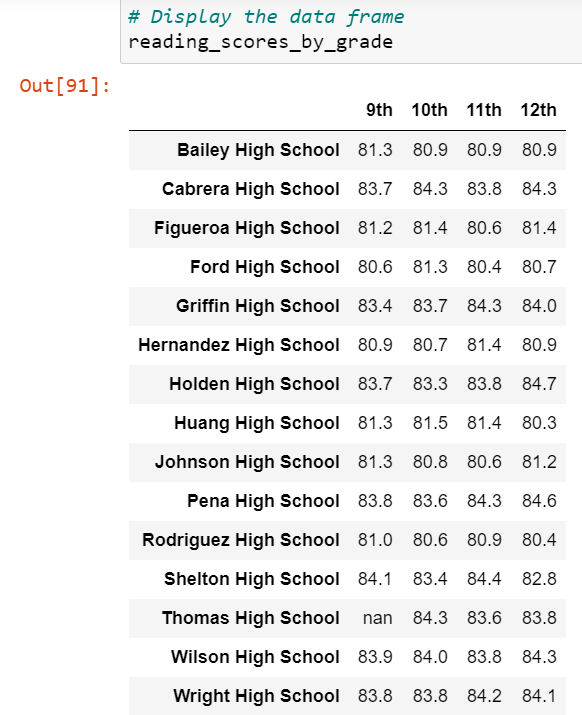 # Display the data frame
reading_scores_by_grade
Out[91]:
9th 10th 11th 12th
Bailey High School 81.3 80.9 80.9 80.9
Cabrera High School 83.7 84.3 83.8 84.3
Figueroa High School 81.2 81.4 80.6 81.4
Ford High School 80.6 81.3 80.4 80.7
Griffin High School 83.4 83.7 84.3 84.0
Hernandez High School 80.9 80.7 81.4 80.9
Holden High School 83.7 83.3 83.8 84.7
Huang High School 81.3 81.5 81.4 80.3
Johnson High School 81.3 80.8 80.6 81.2
Pena High School 83.8 83.6 84.3 84.6
Rodriguez High School 81.0 80.6 80.9 80.4
Shelton High School 84.1 83.4 84.4 82.8
Thomas High School nan 84.3 83.6 83.8
Wilson High School 83.9 84.0 83.8 84.3
Wright High School 83.8 83.8 84.2 84.1